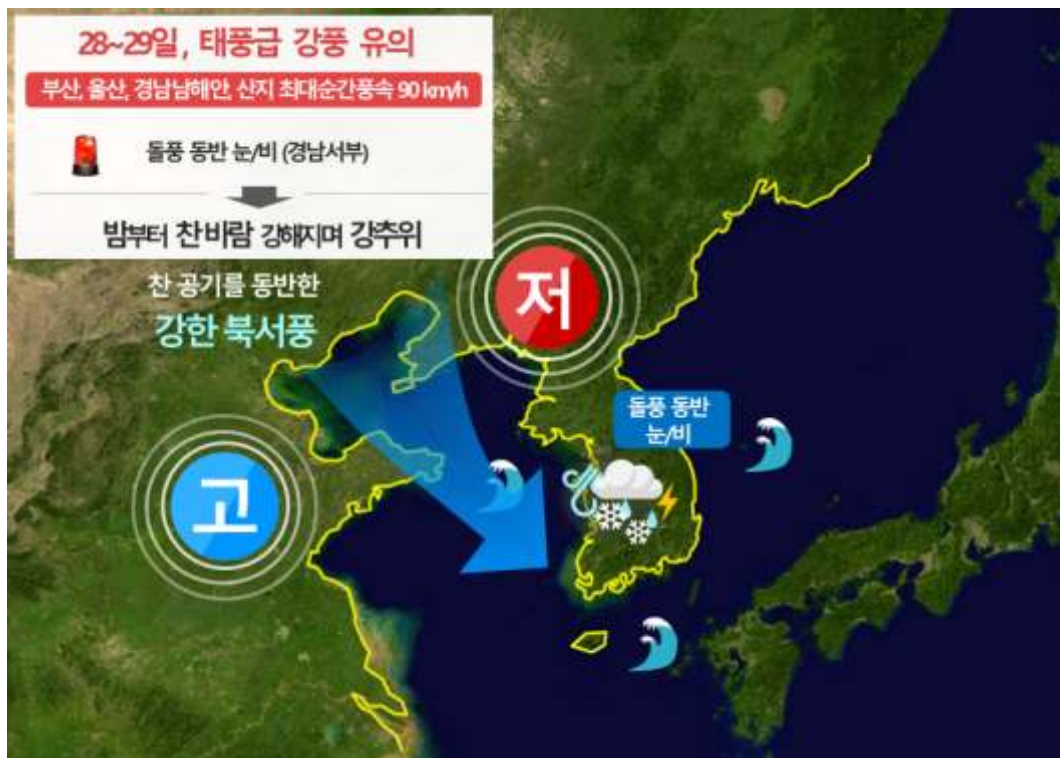 28~29일, 태풍급 강풍 유의
부산, 울산, 경남남해안, 산지 최대순간풍속 90 km/h
돌풍 동반 눈/비 (경남서부)
밤부터 찬 바람 강해지며 강추위
찬 공기를 동반한
강한 북서풍
저
고
돌풍 동반
눈/비